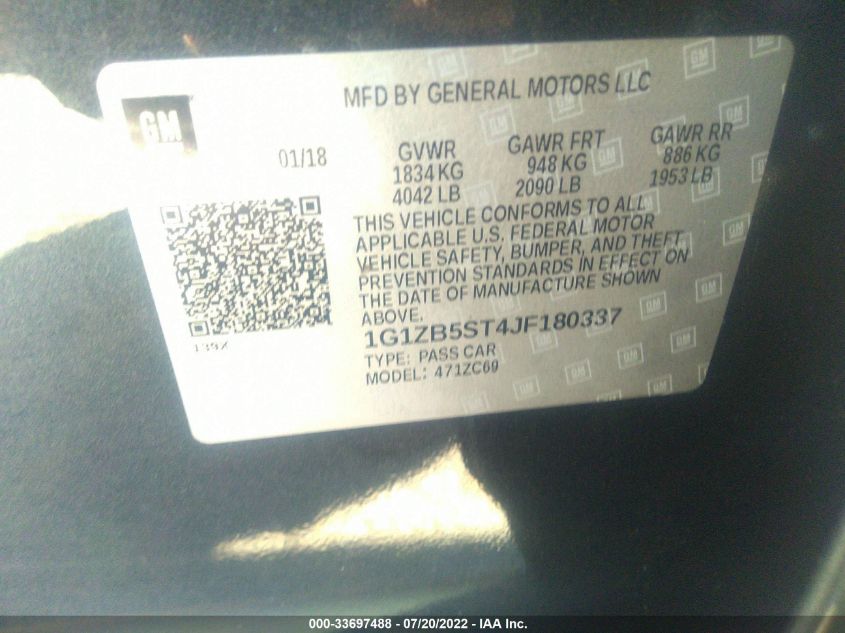 MFD BY GENERAL MOTORS LLC
GM
01/18
GVWR
1834 KG
4042 LB
GAWR FRT
948 KG
2090 LB
GAWR RR
886 KG
1953 LB
THIS VEHICLE CONFORMS TO ALL
APPLICABLE U.S. FEDERAL MOTOR
VEHICLE SAFETY, BUMPER, AND THEFT
PREVENTION STANDARDS IN EFFECT ON
THE DATE OF MANUFACTURE SHOWN
ABOVE.
1G1ZB5ST4JF180337
TYPE: PASS CAR
MODEL: 471ZC69
000-33697488 - 07/20/2022 - IAA Inc.